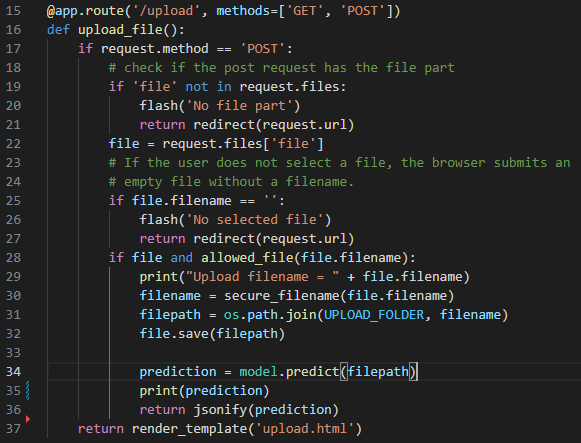 15 @app.route('/upload', methods=['GET', 'POST'])
16 def upload_file():
17     if request.method == 'POST':
18         # check if the post request has the file part
19         if 'file' not in request.files:
20             flash('No file part')
21             return redirect(request.url)
22         file = request.files['file']
23         # If the user does not select a file, the browser submits an
24         # empty file without a filename.
25         if file.filename == '':
26             flash('No selected file')
27             return redirect(request.url)
28         if file and allowed_file(file.filename):
29             print("Upload filename = " + file.filename)
30             filename = secure_filename(file.filename)
31             filepath = os.path.join(UPLOAD_FOLDER, filename)
32             file.save(filepath)
33
34             prediction = model.predict(filepath)
35             print(prediction)
36             return jsonify(prediction)
37     return render_template('upload.html')